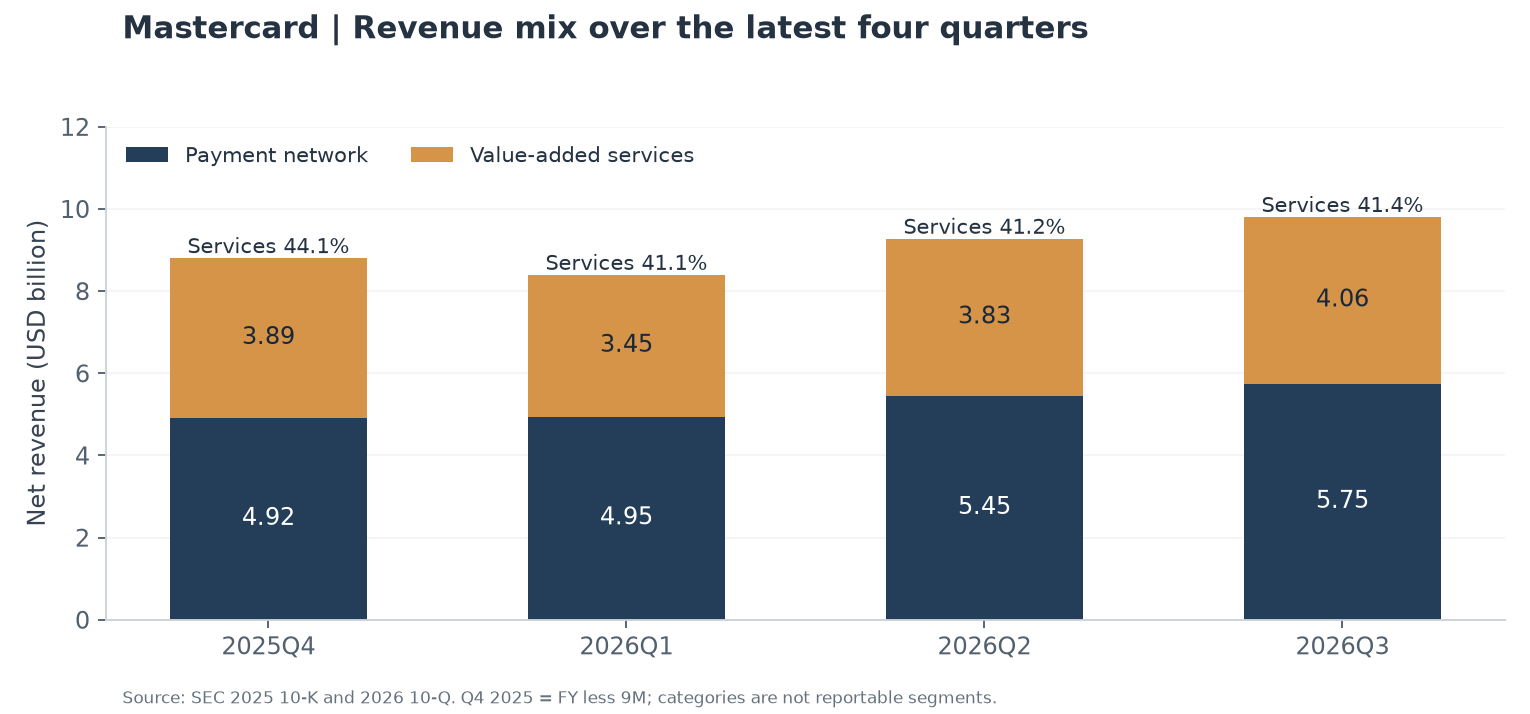 Mastercard | Revenue mix over the latest four quarters
Net revenue (USD billion)
12
10
8
6
4
2
0
Payment network
Value-added services
Services 44.1%
3.89
4.92
Services 41.1%
3.45
4.95
Services 41.2%
3.83
5.45
Services 41.4%
4.06
5.75
2025Q4
2026Q1
2026Q2
2026Q3
Source: SEC 2025 10-K and 2026 10-Q. Q4 2025 = FY less 9M; categories are not reportable segments.